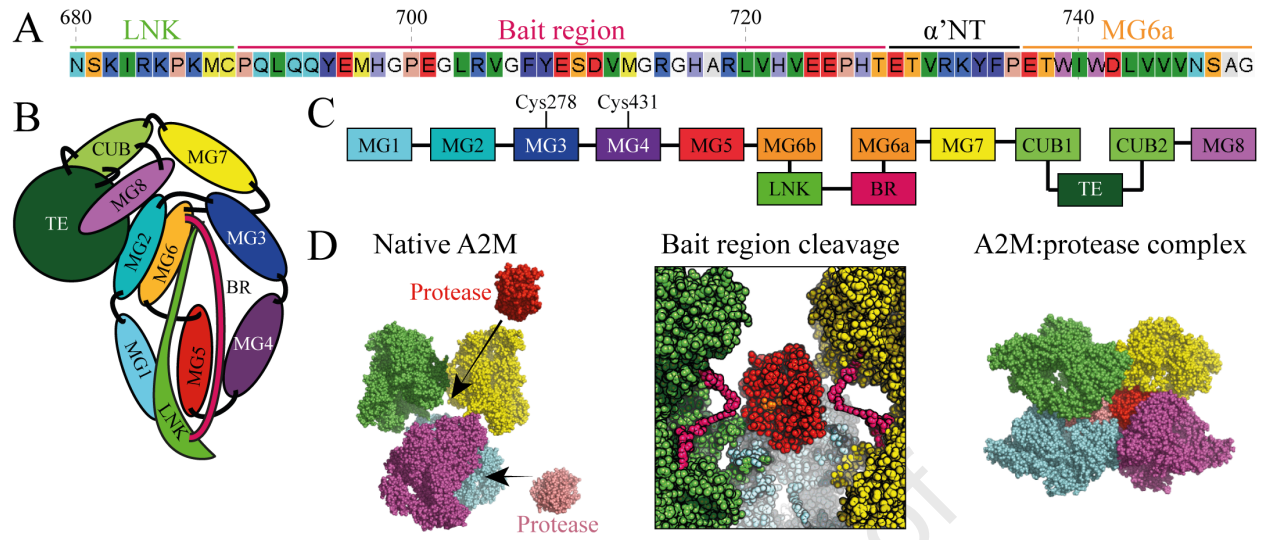 680 700 720 740
A LNK Bait region α'NT MG6a
NSKIRKPKMCPQLQQYEMHGPEGLRVGFYESDVMGRGHARLVHVEEPHTETVRKYFPETWIWDLVVVNSAG
B
CUB
MG7
MG8
TE
MG2
MG6
MG3
BR
MG1
MG5
MG4
LNK
C
Cys278 Cys431
MG1 MG2 MG3 MG4 MG5 MG6b MG6a MG7 CUB1 CUB2 MG8
LNK BR TE
D
Native A2M
Protease
Protease
Bait region cleavage
A2M:protease complex